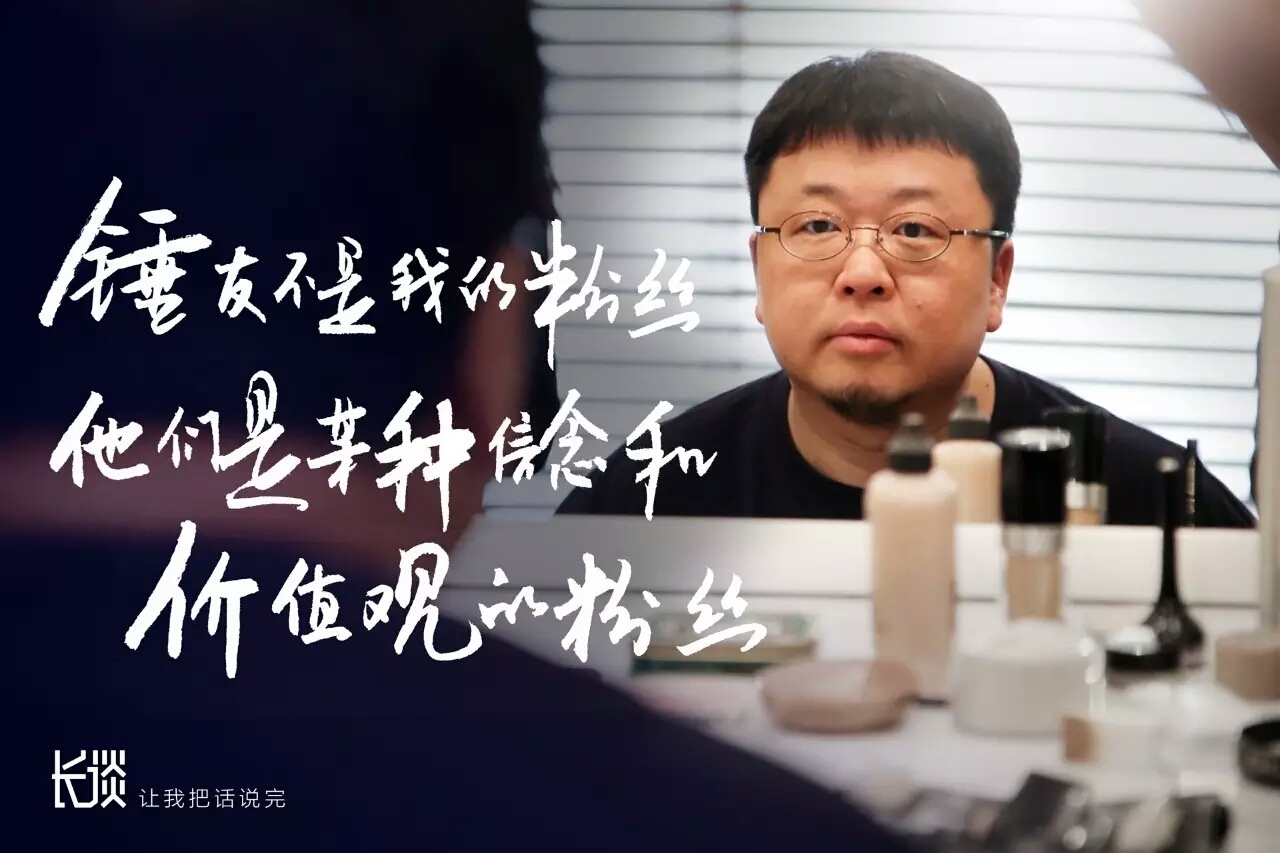 锤友不是我的粉丝
他们是某种信念和
价值观的粉丝
长谈 让我把话说完